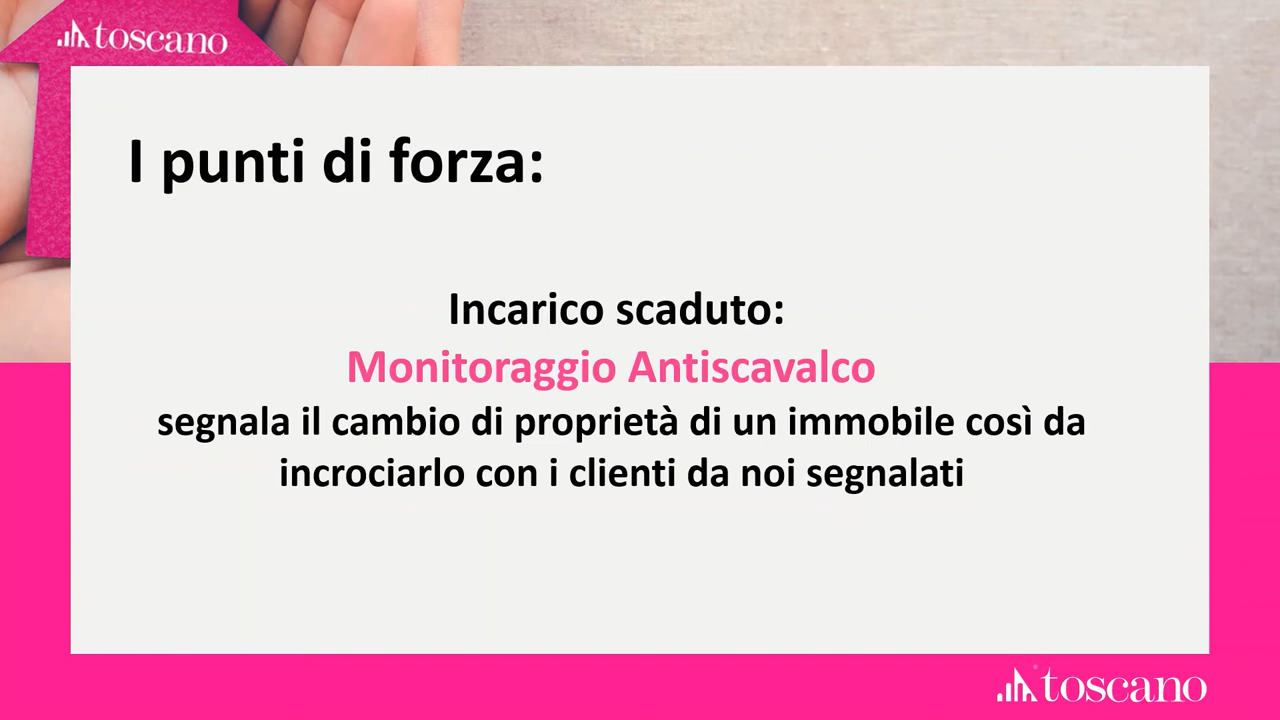 toscano
I punti di forza:
Incarico scaduto:
Monitoraggio Antiscavalco
segnala il cambio di proprietà di un immobile così da
incrociarlo con i clienti da noi segnalati
toscano